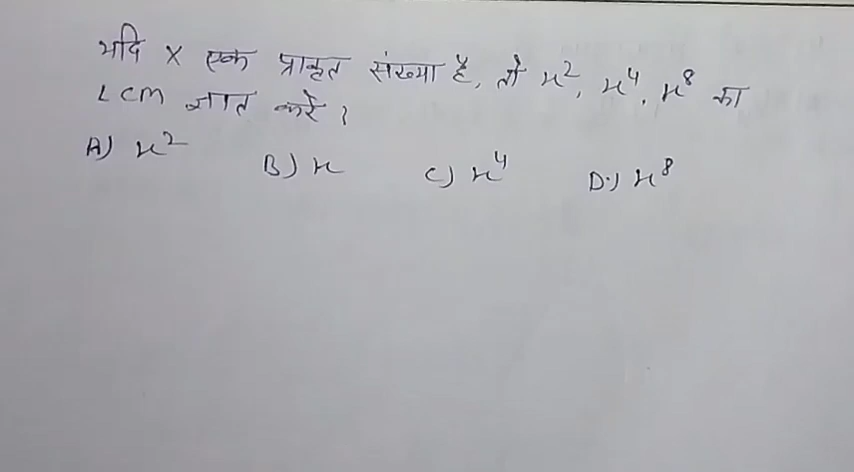 यदि x एक प्राकृत संख्या है, तो x², x⁴, x⁸ का
LCM ज्ञात करें ?
A) x² B) x C) x⁴ D.) x⁸